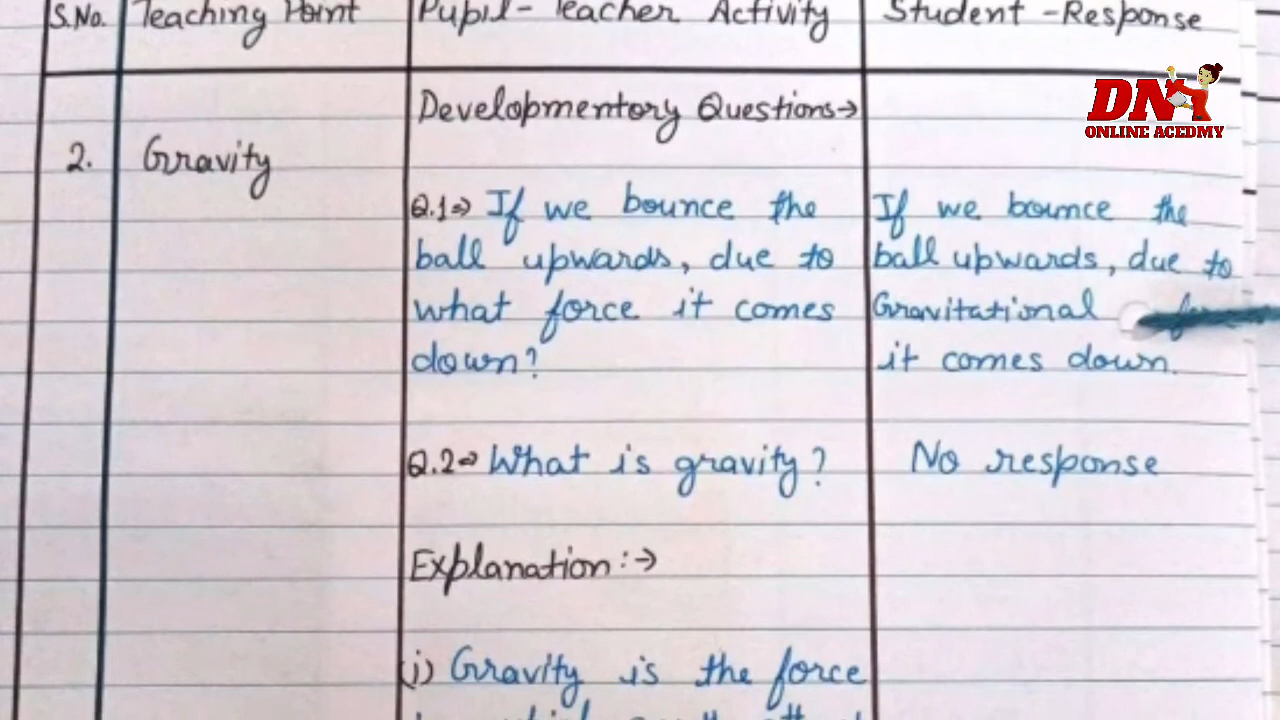 S.No. Teaching Point Pupil-Teacher Activity Student-Response
DN
ONLINE ACEDMY
Developmentory Questions→
2. Gravity
Q.1⇒ If we bounce the
ball upwards, due to
what force it comes
down?
If we bounce the
ball upwards, due to
Gravitational
it comes down.
Q.2⇒ What is gravity?
No response
Explanation:→
(i) Gravity is the force